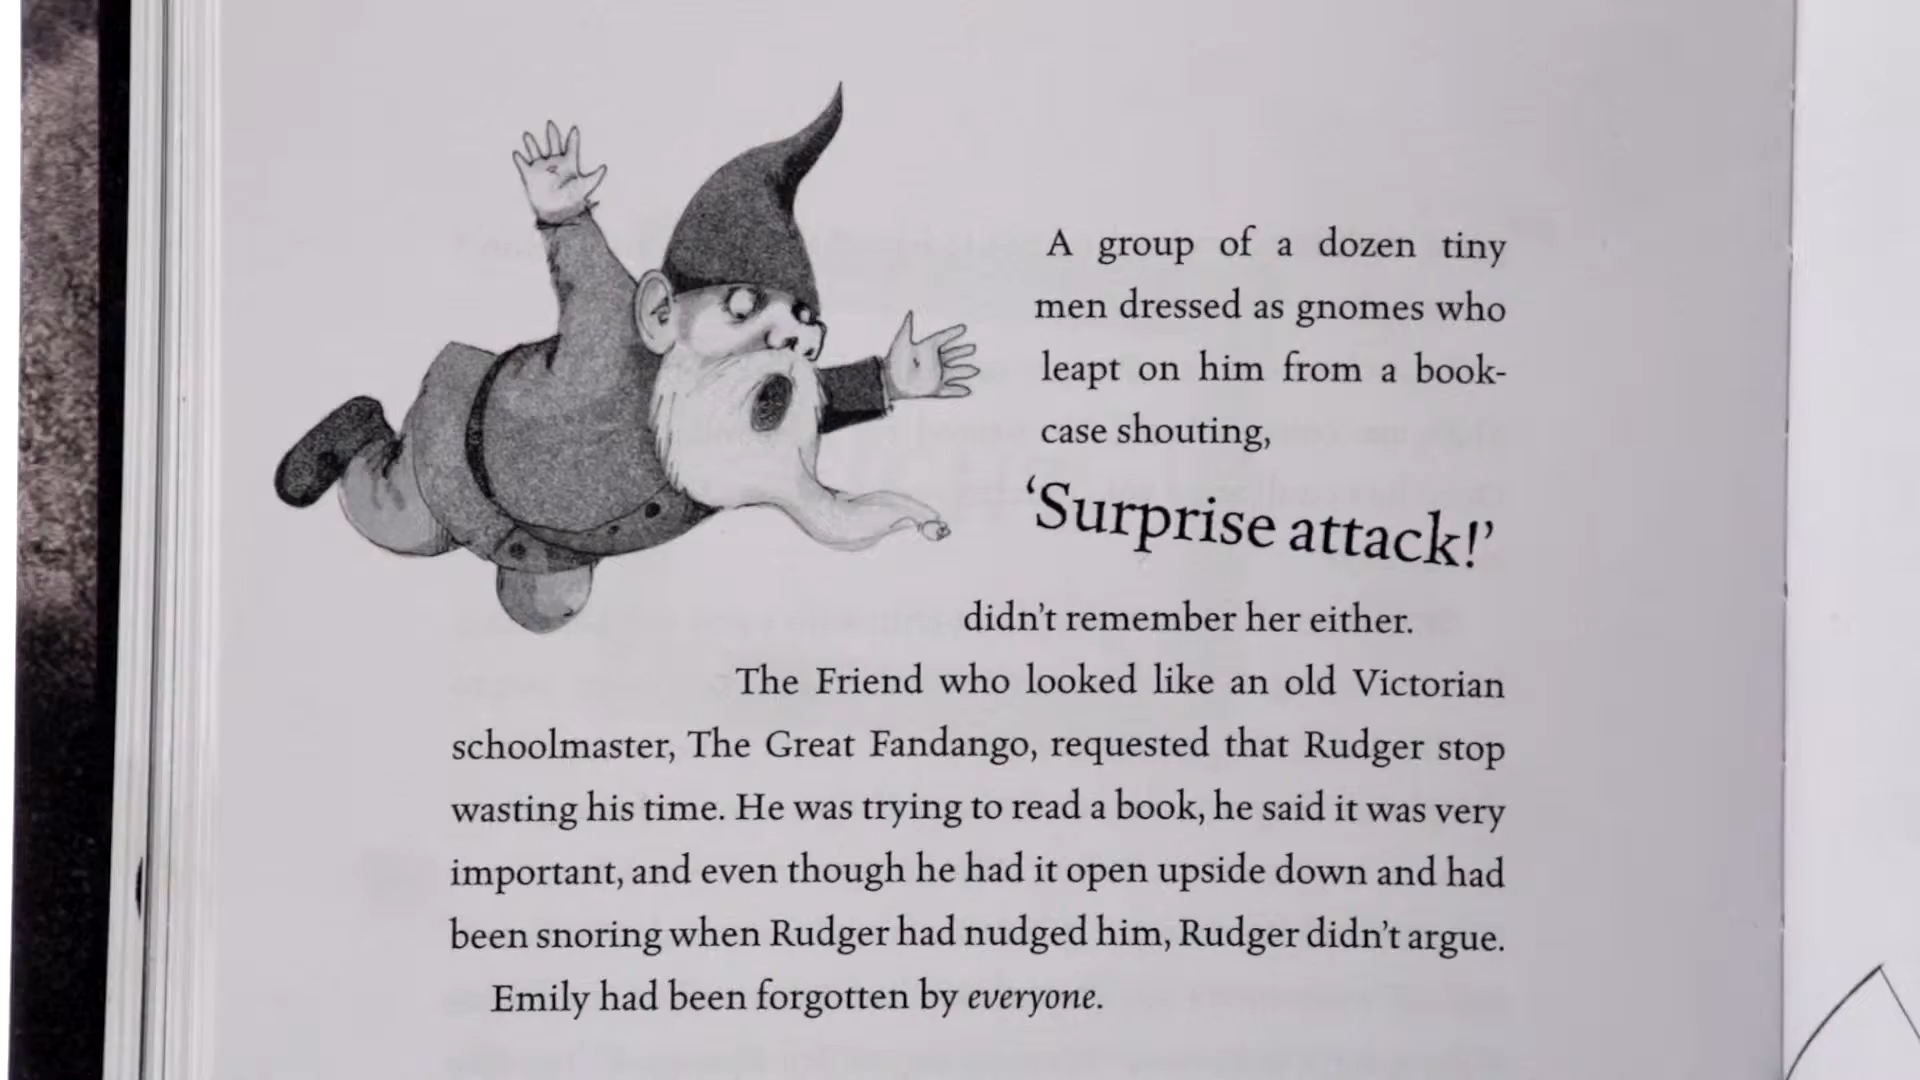 A group of a dozen tiny
men dressed as gnomes who
leapt on him from a book-
case shouting,
‘Surprise attack!’
didn’t remember her either.
The Friend who looked like an old Victorian
schoolmaster, The Great Fandango, requested that Rudger stop
wasting his time. He was trying to read a book, he said it was very
important, and even though he had it open upside down and had
been snoring when Rudger had nudged him, Rudger didn’t argue.
Emily had been forgotten by everyone.